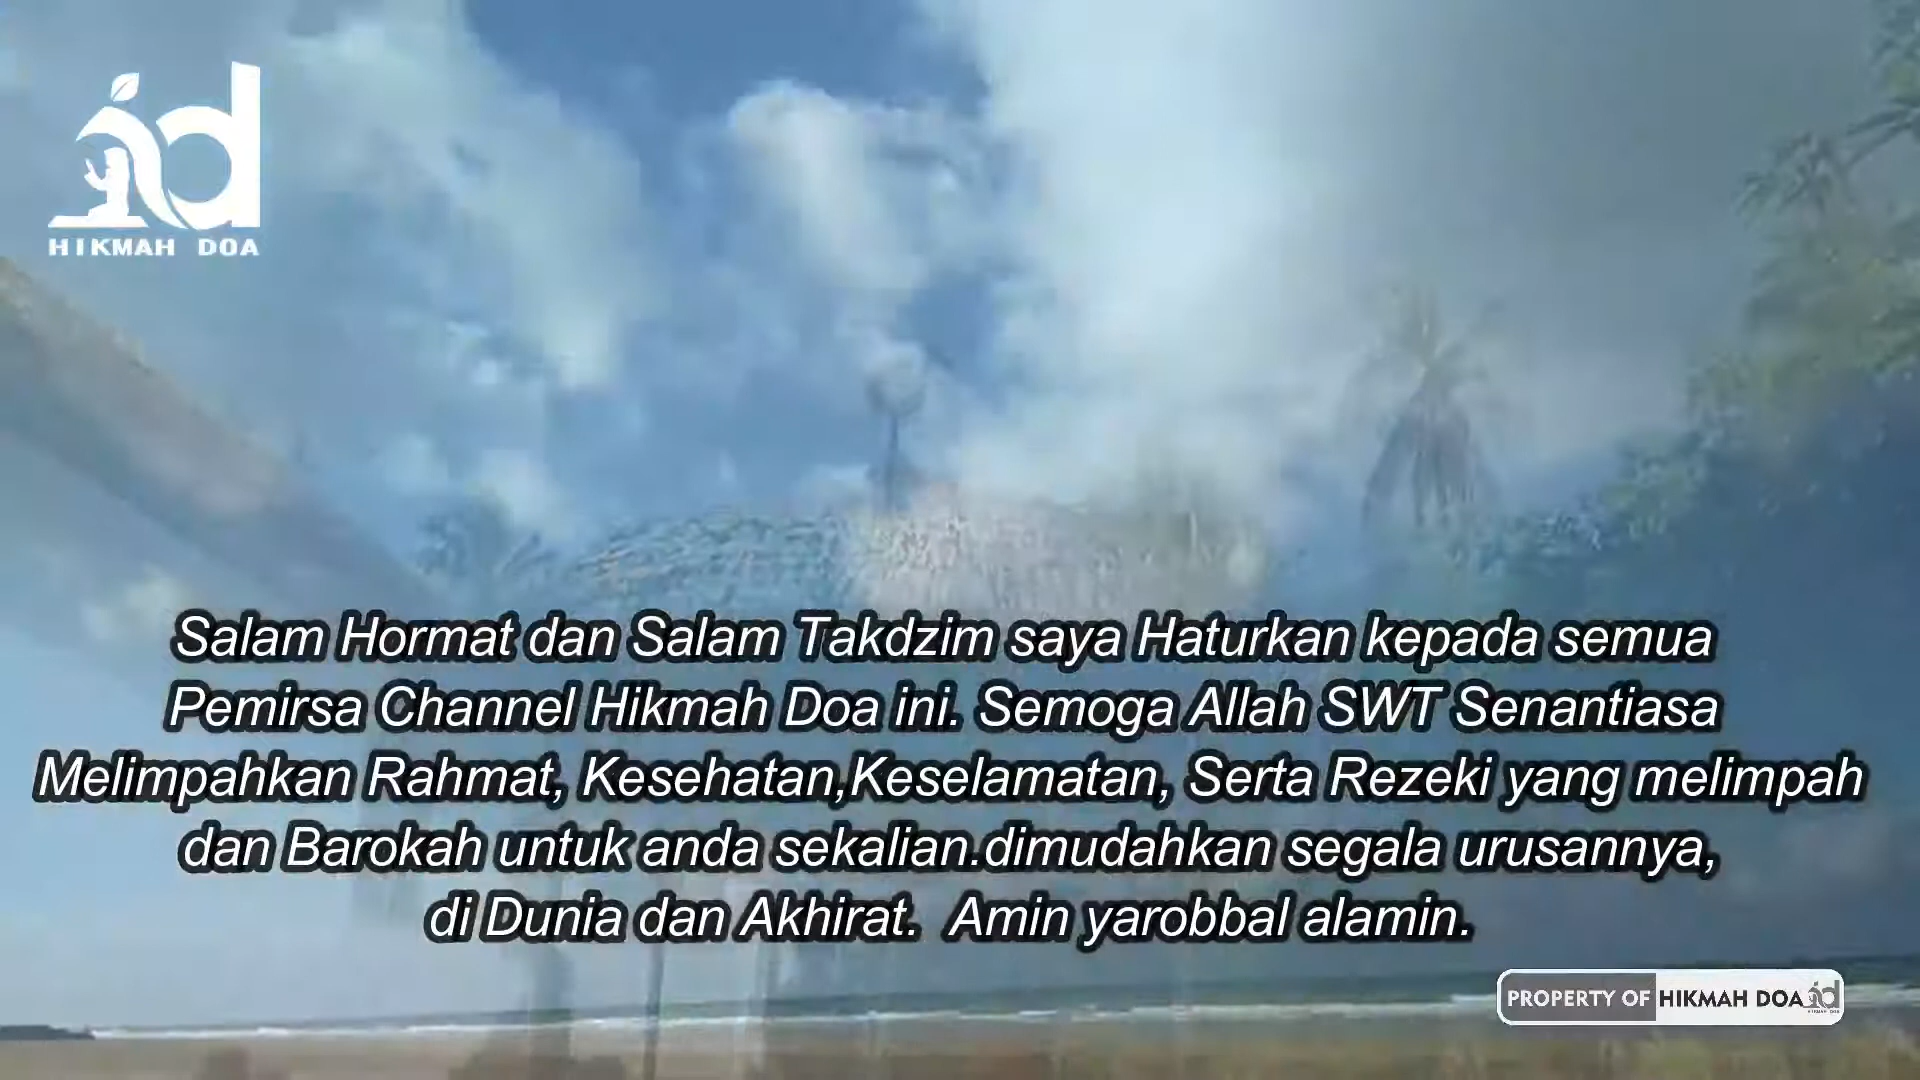 id
HIKMAH DOA
Salam Hormat dan Salam Takdzim saya Haturkan kepada semua
Pemirsa Channel Hikmah Doa ini. Semoga Allah SWT Senantiasa
Melimpahkan Rahmat, Kesehatan,Keselamatan, Serta Rezeki yang melimpah
dan Barokah untuk anda sekalian.dimudahkan segala urusannya,
di Dunia dan Akhirat.  Amin yarobbal alamin.
PROPERTY OF HIKMAH DOA id